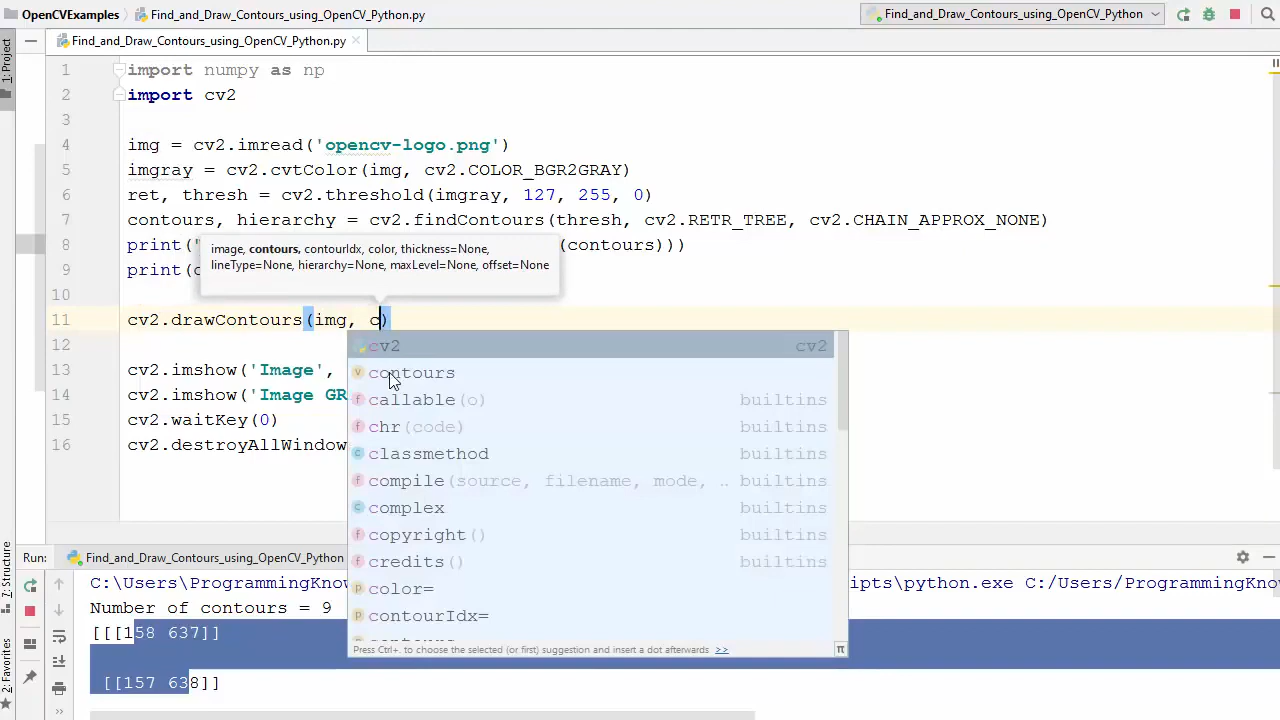 OpenCVExamples
Find_and_Draw_Contours_using_OpenCV_Python.py
Find_and_Draw_Contours_using_OpenCV_Python
Find_and_Draw_Contours_using_OpenCV_Python.py
1: Project
1 import numpy as np
2 import cv2
3
4 img = cv2.imread('opencv-logo.png')
5 imgray = cv2.cvtColor(img, cv2.COLOR_BGR2GRAY)
6 ret, thresh = cv2.threshold(imgray, 127, 255, 0)
7 contours, hierarchy = cv2.findContours(thresh, cv2.RETR_TREE, cv2.CHAIN_APPROX_NONE)
8 print(" (contours)))
image, contours, contourIdx, color, thickness=None,
lineType=None, hierarchy=None, maxLevel=None, offset=None
9 print(c
10
11 cv2.drawContours(img, c)
12
cv2 cv2
13 cv2.imshow('Image',
contours
14 cv2.imshow('Image GR
callable(o) builtins
15 cv2.waitKey(0)
chr(code) builtins
16 cv2.destroyAllWindow
classmethod builtins
compile(source, filename, mode, .. builtins
complex builtins
copyright() builtins
credits() builtins
color=
contourIdx=
contours
Press Ctrl+. to choose the selected (or first) suggestion and insert a dot afterwards >>
π
7: Structure
2: Favorites
Run: Find_and_Draw_Contours_using_OpenCV_Python
C:\Users\ProgrammingKnow ipts\python.exe C:/Users/ProgrammingKnow
Number of contours = 9
[[[158 637]]
[[157 638]]
>>